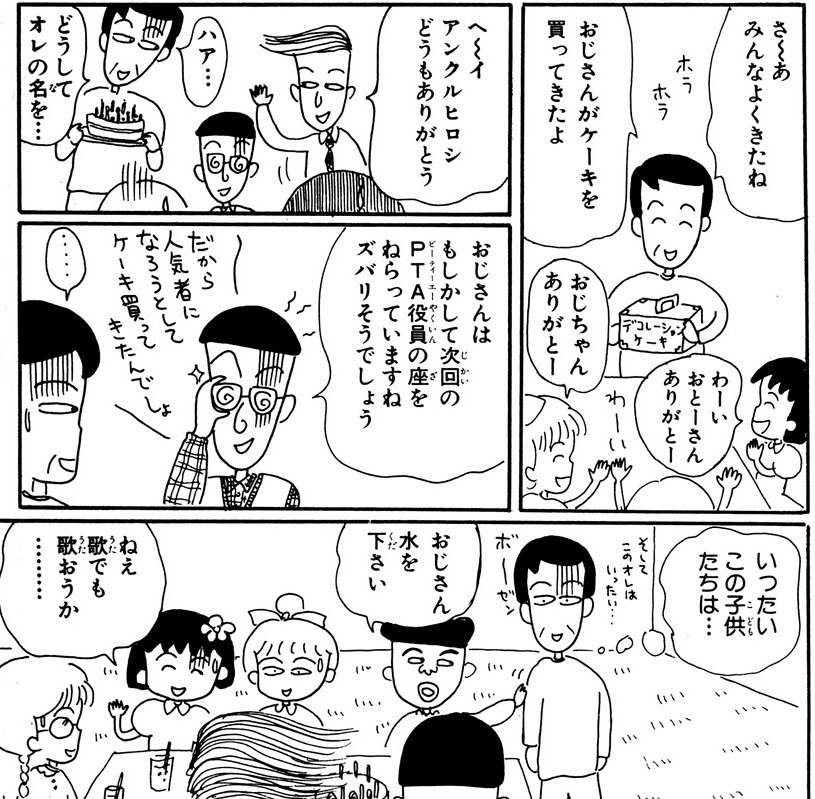 さ〜あ
みんなよくきたね
ホラ
ホラ
おじさんがケーキを
買ってきたよ
デコレーション
ケーキ
おじちゃん
ありがとー
わーい
おとーさん
ありがとー
わーい
へ〜イ
アンクルヒロシ
どうもありがとう
ハア…
どうして
オレの名を…
おじさんは
もしかして次回の
PTA役員の座を
ねらっていますね
ズバリそうでしょう
だから
人気者に
なろうとして
ケーキ買って
きたんでしょ
……
いったい
この子供
たちは…
そして
このオレは
いったい…
ボーゼン
おじさん
水を
下さい
ねえ
歌でも
歌おうか
………